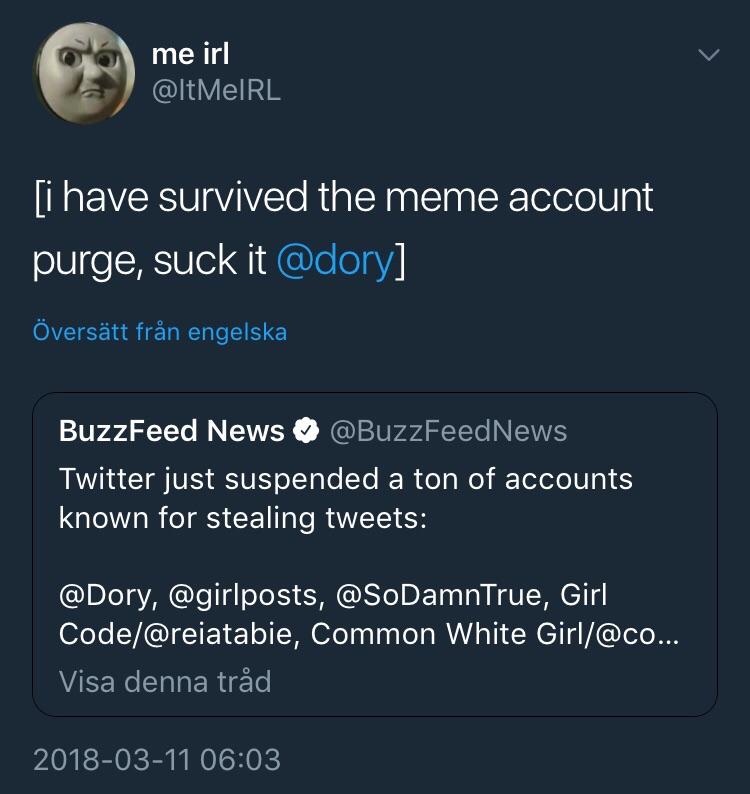 me irl
@ItMeIRL
[i have survived the meme account
purge, suck it @dory]
Översätt från engelska
BuzzFeed News @BuzzFeedNews
Twitter just suspended a ton of accounts
known for stealing tweets:
@Dory, @girlposts, @SoDamnTrue, Girl
Code/@reiatabie, Common White Girl/@co...
Visa denna tråd
2018-03-11 06:03